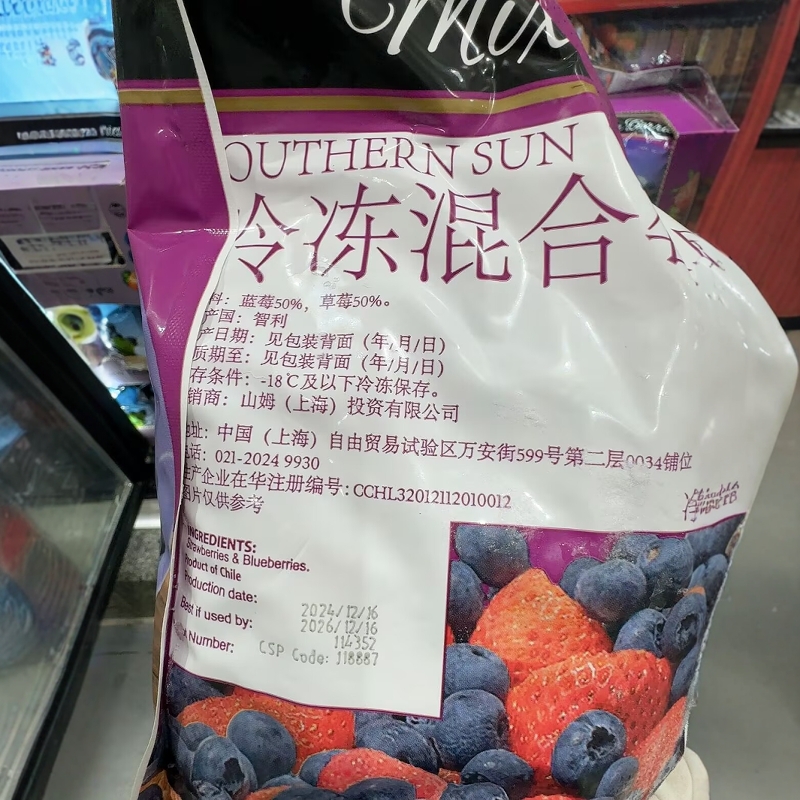 Mix
OUTHERN SUN
冷冻混合
料：蓝莓50%，草莓50%。
产国：智利
产日期：见包装背面（年/月/日）
质期至：见包装背面（年/月/日）
存条件：-18℃及以下冷冻保存。
销商：山姆（上海）投资有限公司
地址：中国（上海）自由贸易试验区万安街599号第二层0034铺位
电话：021-2024 9930
生产企业在华注册编号：CCHL32012112010012
图片仅供参考
INGREDIENTS:
Strawberries & Blueberries.
Product of Chile
Production date:
2024/12/16
Best if used by:
2026/12/16
114352
Number:
CSP Code: 118887